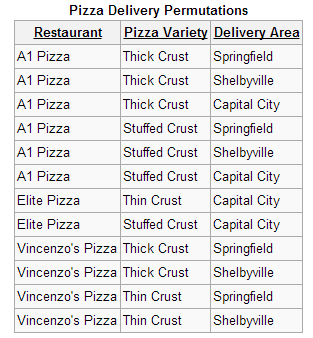 Pizza Delivery Permutations
Restaurant Pizza Variety Delivery Area
A1 Pizza Thick Crust Springfield
A1 Pizza Thick Crust Shelbyville
A1 Pizza Thick Crust Capital City
A1 Pizza Stuffed Crust Springfield
A1 Pizza Stuffed Crust Shelbyville
A1 Pizza Stuffed Crust Capital City
Elite Pizza Thin Crust Capital City
Elite Pizza Stuffed Crust Capital City
Vincenzo's Pizza Thick Crust Springfield
Vincenzo's Pizza Thick Crust Shelbyville
Vincenzo's Pizza Thin Crust Springfield
Vincenzo's Pizza Thin Crust Shelbyville